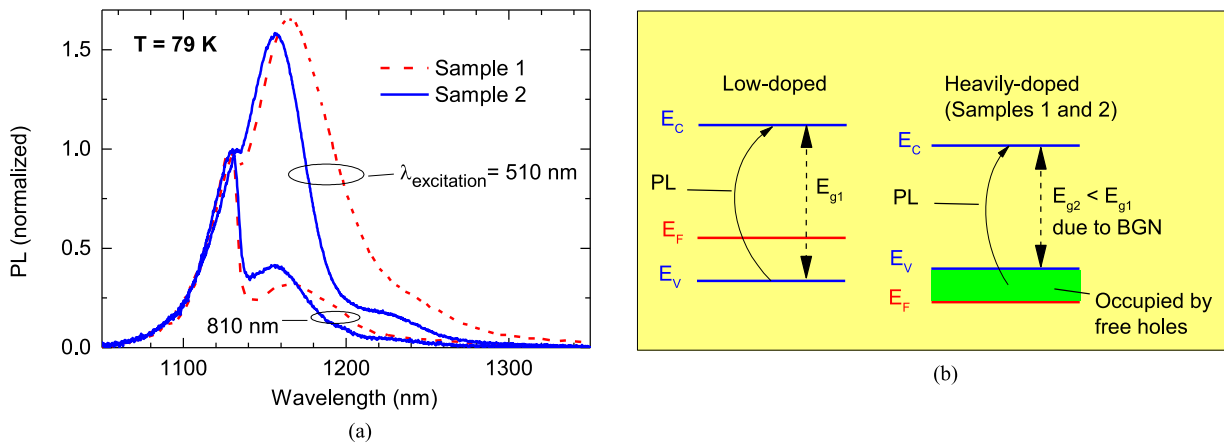 T = 79 K
Sample 1
Sample 2
λexcitation= 510 nm
810 nm
PL (normalized)
1.5
1.0
0.5
0.0
1100
1200
1300
Wavelength (nm)
(a)
Low-doped
EC
PL
Eg1
EF
EV
Heavily-doped
(Samples 1 and 2)
EC
PL
Eg2 < Eg1
due to BGN
EV
EF
Occupied by
free holes
(b)